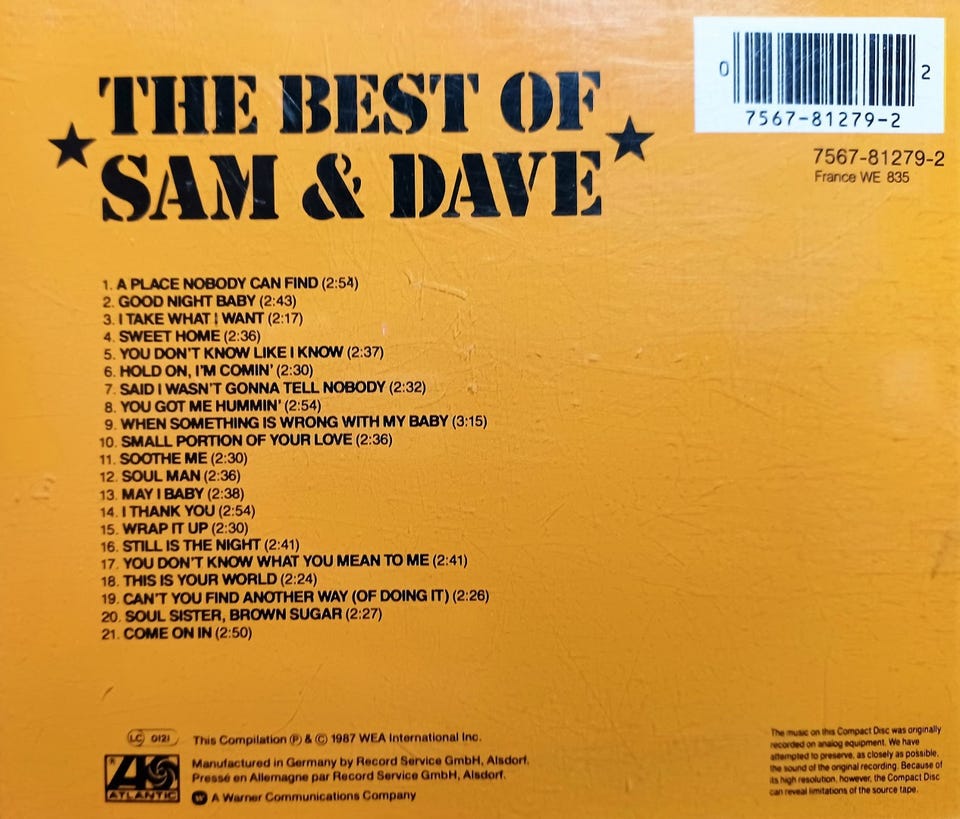 THE BEST OF
SAM & DAVE
0 2
7567-81279-2
7567-81279-2
France WE 835
1. A PLACE NOBODY CAN FIND (2:54)
2. GOOD NIGHT BABY (2:43)
3. I TAKE WHAT I WANT (2:17)
4. SWEET HOME (2:36)
5. YOU DON'T KNOW LIKE I KNOW (2:37)
6. HOLD ON, I'M COMIN' (2:30)
7. SAID I WASN'T GONNA TELL NOBODY (2:32)
8. YOU GOT ME HUMMIN' (2:54)
9. WHEN SOMETHING IS WRONG WITH MY BABY (3:15)
10. SMALL PORTION OF YOUR LOVE (2:36)
11. SOOTHE ME (2:30)
12. SOUL MAN (2:36)
13. MAY I BABY (2:38)
14. I THANK YOU (2:54)
15. WRAP IT UP (2:30)
16. STILL IS THE NIGHT (2:41)
17. YOU DON'T KNOW WHAT YOU MEAN TO ME (2:41)
18. THIS IS YOUR WORLD (2:24)
19. CAN'T YOU FIND ANOTHER WAY (OF DOING IT) (2:26)
20. SOUL SISTER, BROWN SUGAR (2:27)
21. COME ON IN (2:50)
LC 0121
This Compilation ℗ & © 1987 WEA International Inc.
Manufactured in Germany by Record Service GmbH, Alsdorf.
Pressé en Allemagne par Record Service GmbH, Alsdorf.
A Warner Communications Company
® A
ATLANTIC
The music on this Compact Disc was originally
recorded on analog equipment. We have
attempted to preserve, as closely as possible,
the sound of the original recording. Because of
its high resolution, however, the Compact Disc
can reveal limitations of the source tape.